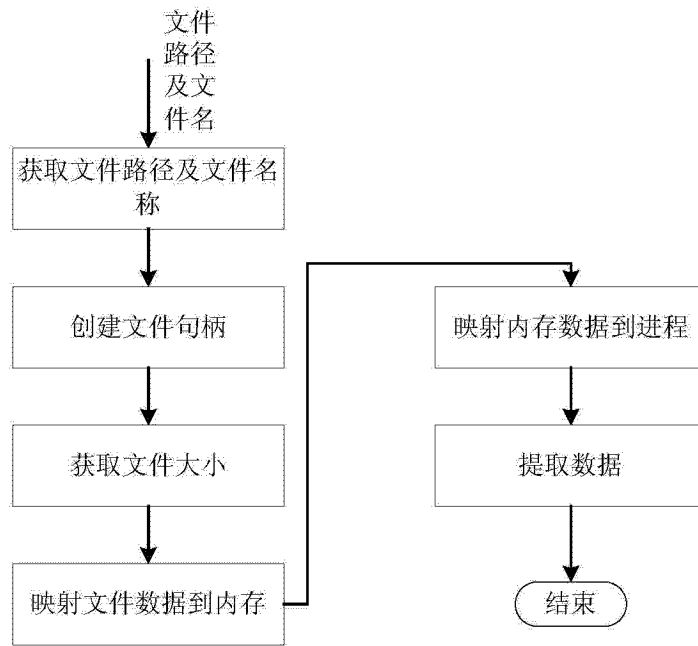 文件
路径
及文
件名
获取文件路径及文件名
称
创建文件句柄
获取文件大小
映射文件数据到内存
映射内存数据到进程
提取数据
结束